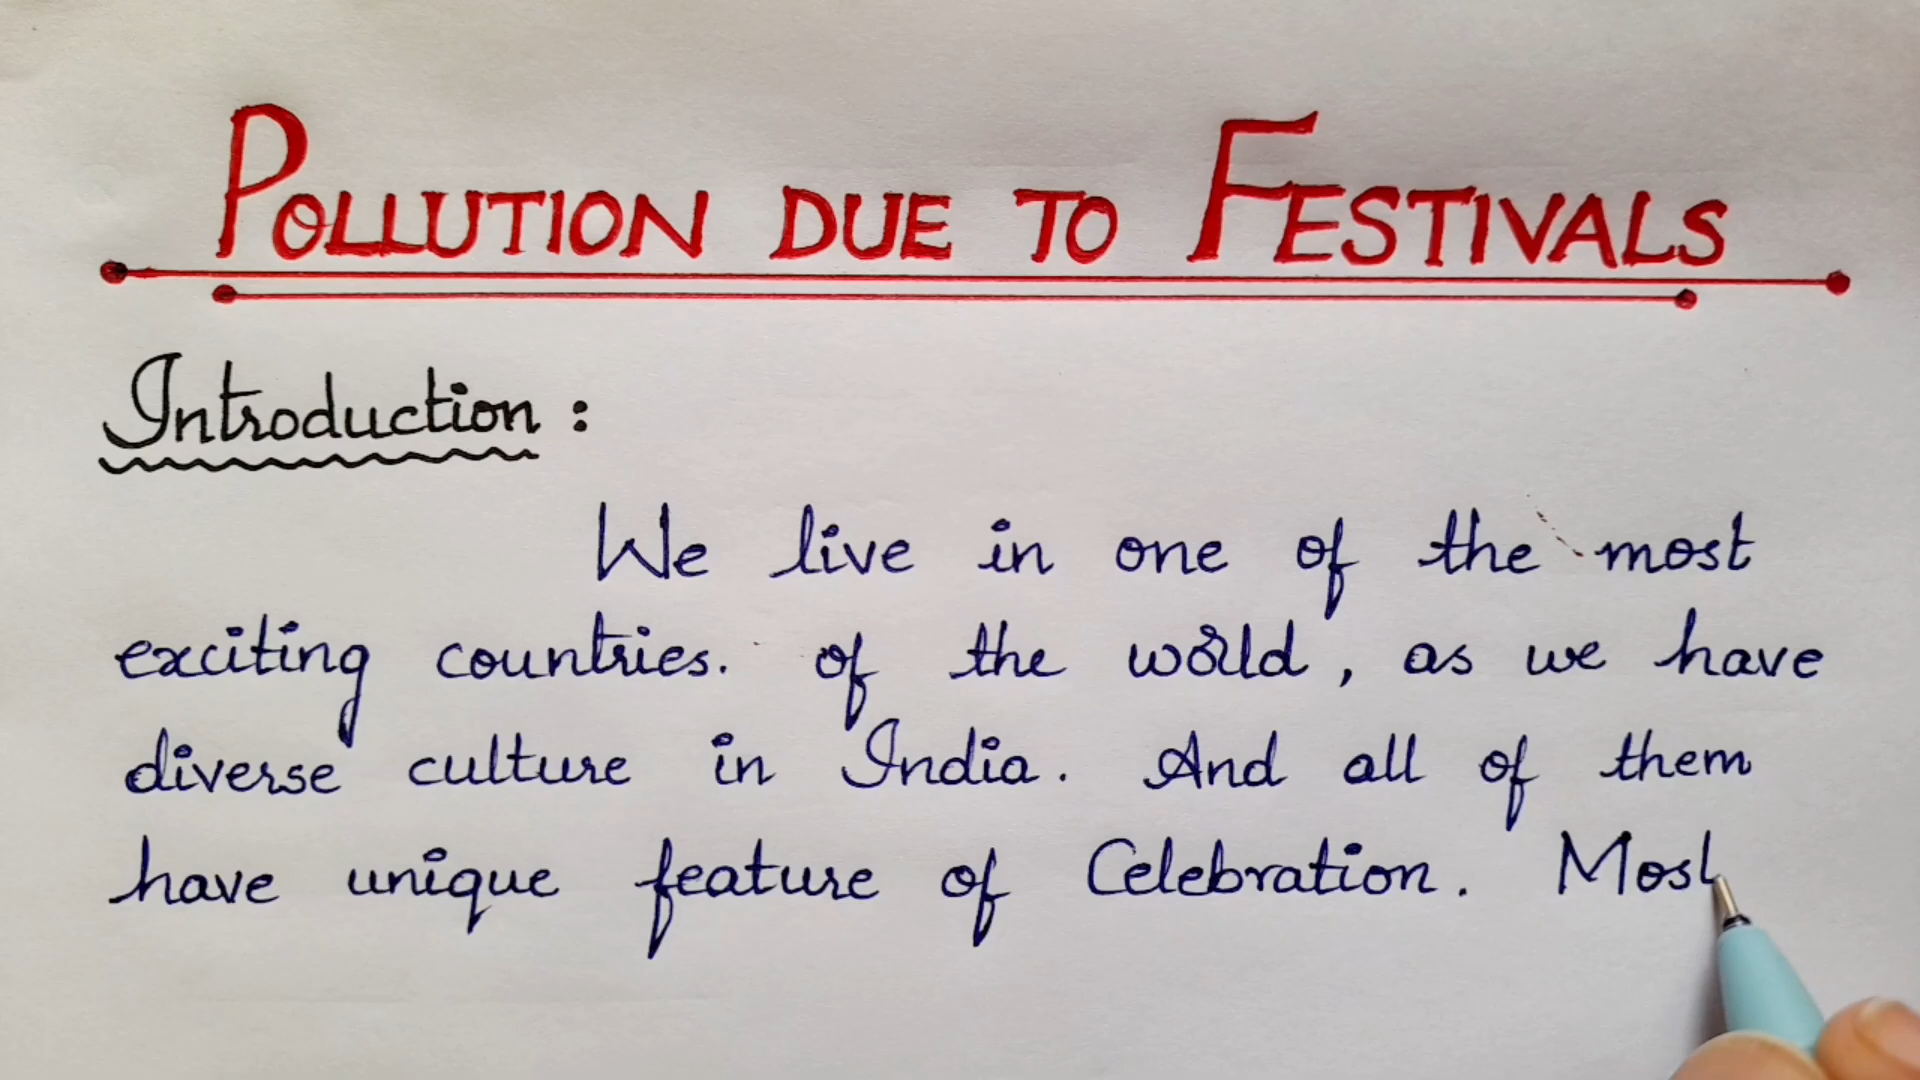 POLLUTION DUE TO FESTIVALS
Introduction :
We live in one of the most
exciting countries. of the world, as we have
diverse culture in India. And all of them
have unique feature of Celebration. Most